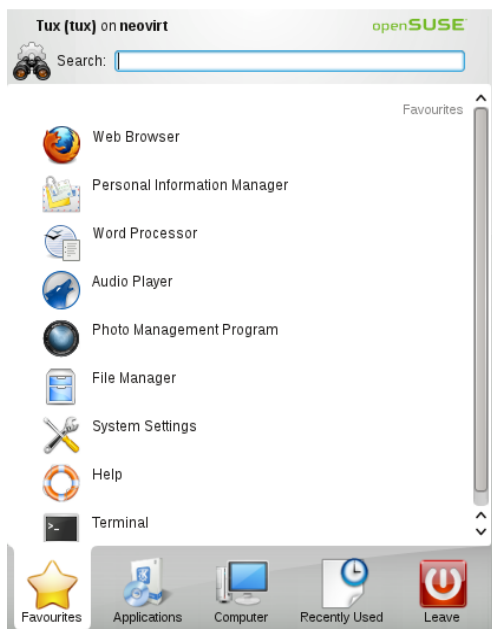 Tux (tux) on neovirt
openSUSE
Search:
Favourites
Web Browser
Personal Information Manager
Word Processor
Audio Player
Photo Management Program
File Manager
System Settings
Help
>_
Terminal
Favourites
Applications
Computer
Recently Used
Leave